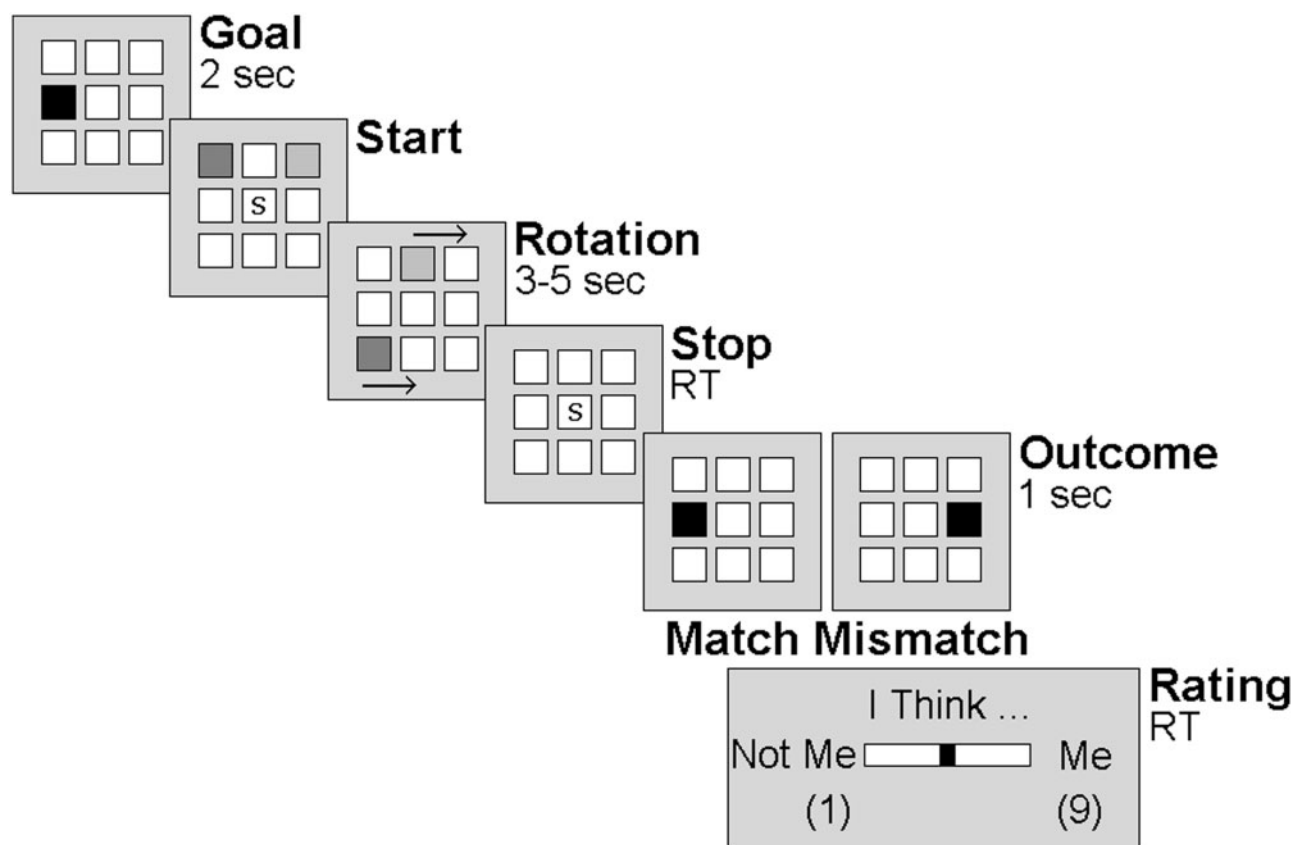 Goal
2 sec
Start
S
Rotation
3-5 sec
Stop
RT
S
Outcome
1 sec
Match Mismatch
Rating
RT
I Think ...
Not Me Me
(1) (9)